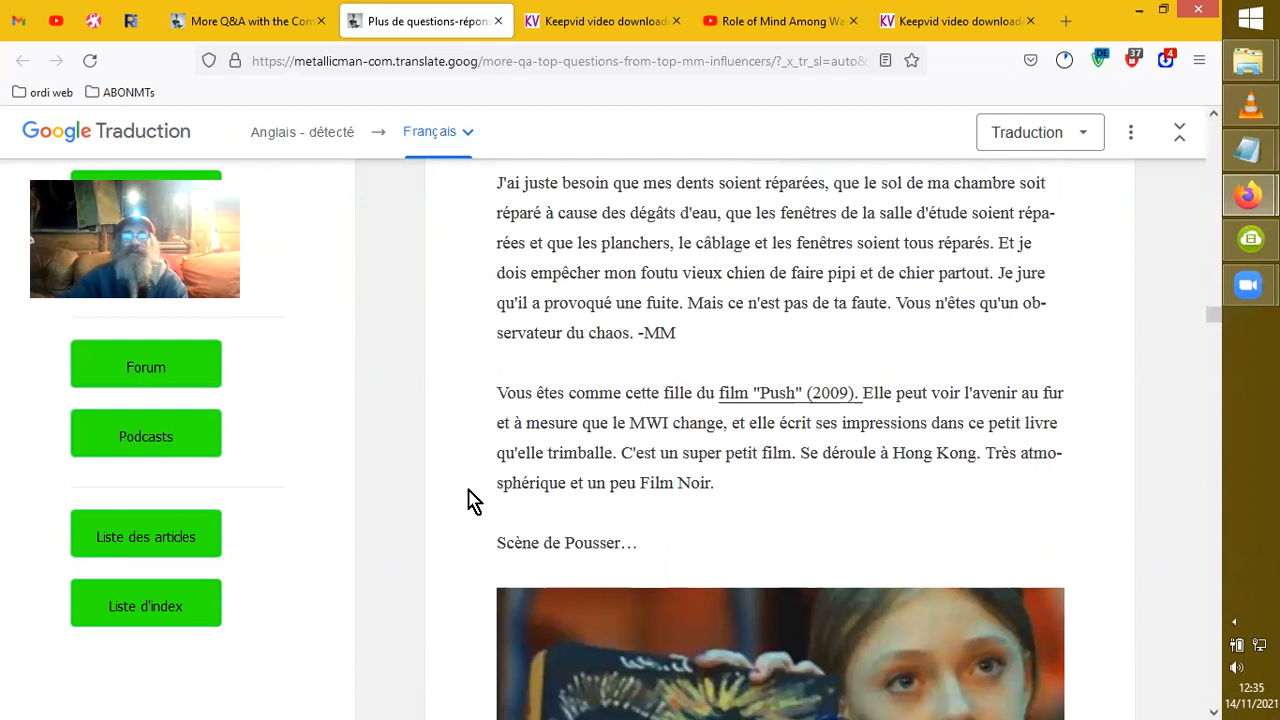 More Q&A with the Com
Plus de questions-répons
Keepvid video download
Role of Mind Among Wa
Keepvid video download
https://metallicman-com.translate.goog/more-qa-top-questions-from-top-mm-influencers/?_x_tr_sl=auto&
DE
37
4
ordi web
ABONMTs
Google Traduction
Anglais - détecté
Français
Traduction
J'ai juste besoin que mes dents soient réparées, que le sol de ma chambre soit
réparé à cause des dégâts d'eau, que les fenêtres de la salle d'étude soient répa-
rées et que les planchers, le câblage et les fenêtres soient tous réparés. Et je
dois empêcher mon foutu vieux chien de faire pipi et de chier partout. Je jure
qu'il a provoqué une fuite. Mais ce n'est pas de ta faute. Vous n'êtes qu'un ob-
servateur du chaos. -MM
Vous êtes comme cette fille du film "Push" (2009). Elle peut voir l'avenir au fur
et à mesure que le MWI change, et elle écrit ses impressions dans ce petit livre
qu'elle trimballe. C'est un super petit film. Se déroule à Hong Kong. Très atmo-
sphérique et un peu Film Noir.
Scène de Pousser…
Forum
Podcasts
Liste des articles
Liste d'index
12:35
14/11/2021